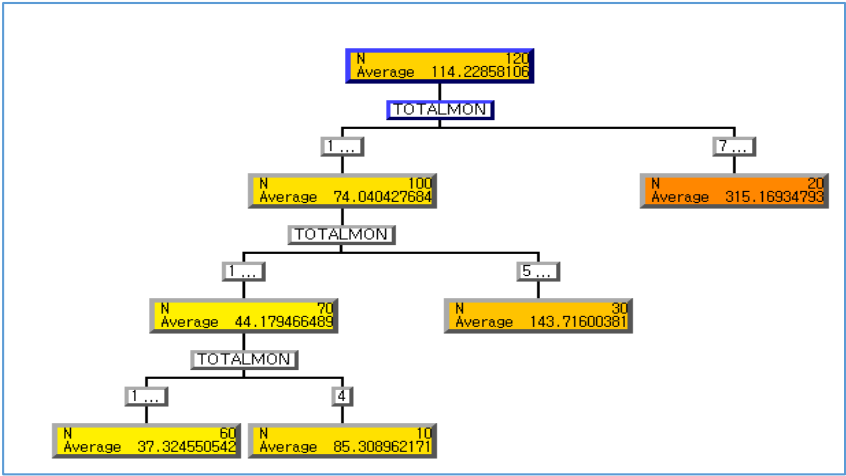 N 120
Average 114.22858106
TOTALMON
1 ...
7 ...
N 100
Average 74.040427684
N 20
Average 315.16934793
TOTALMON
1 ...
5 ...
N 70
Average 44.179466489
N 30
Average 143.71600381
TOTALMON
1 ...
4
N 60
Average 37.324550542
N 10
Average 85.308962171